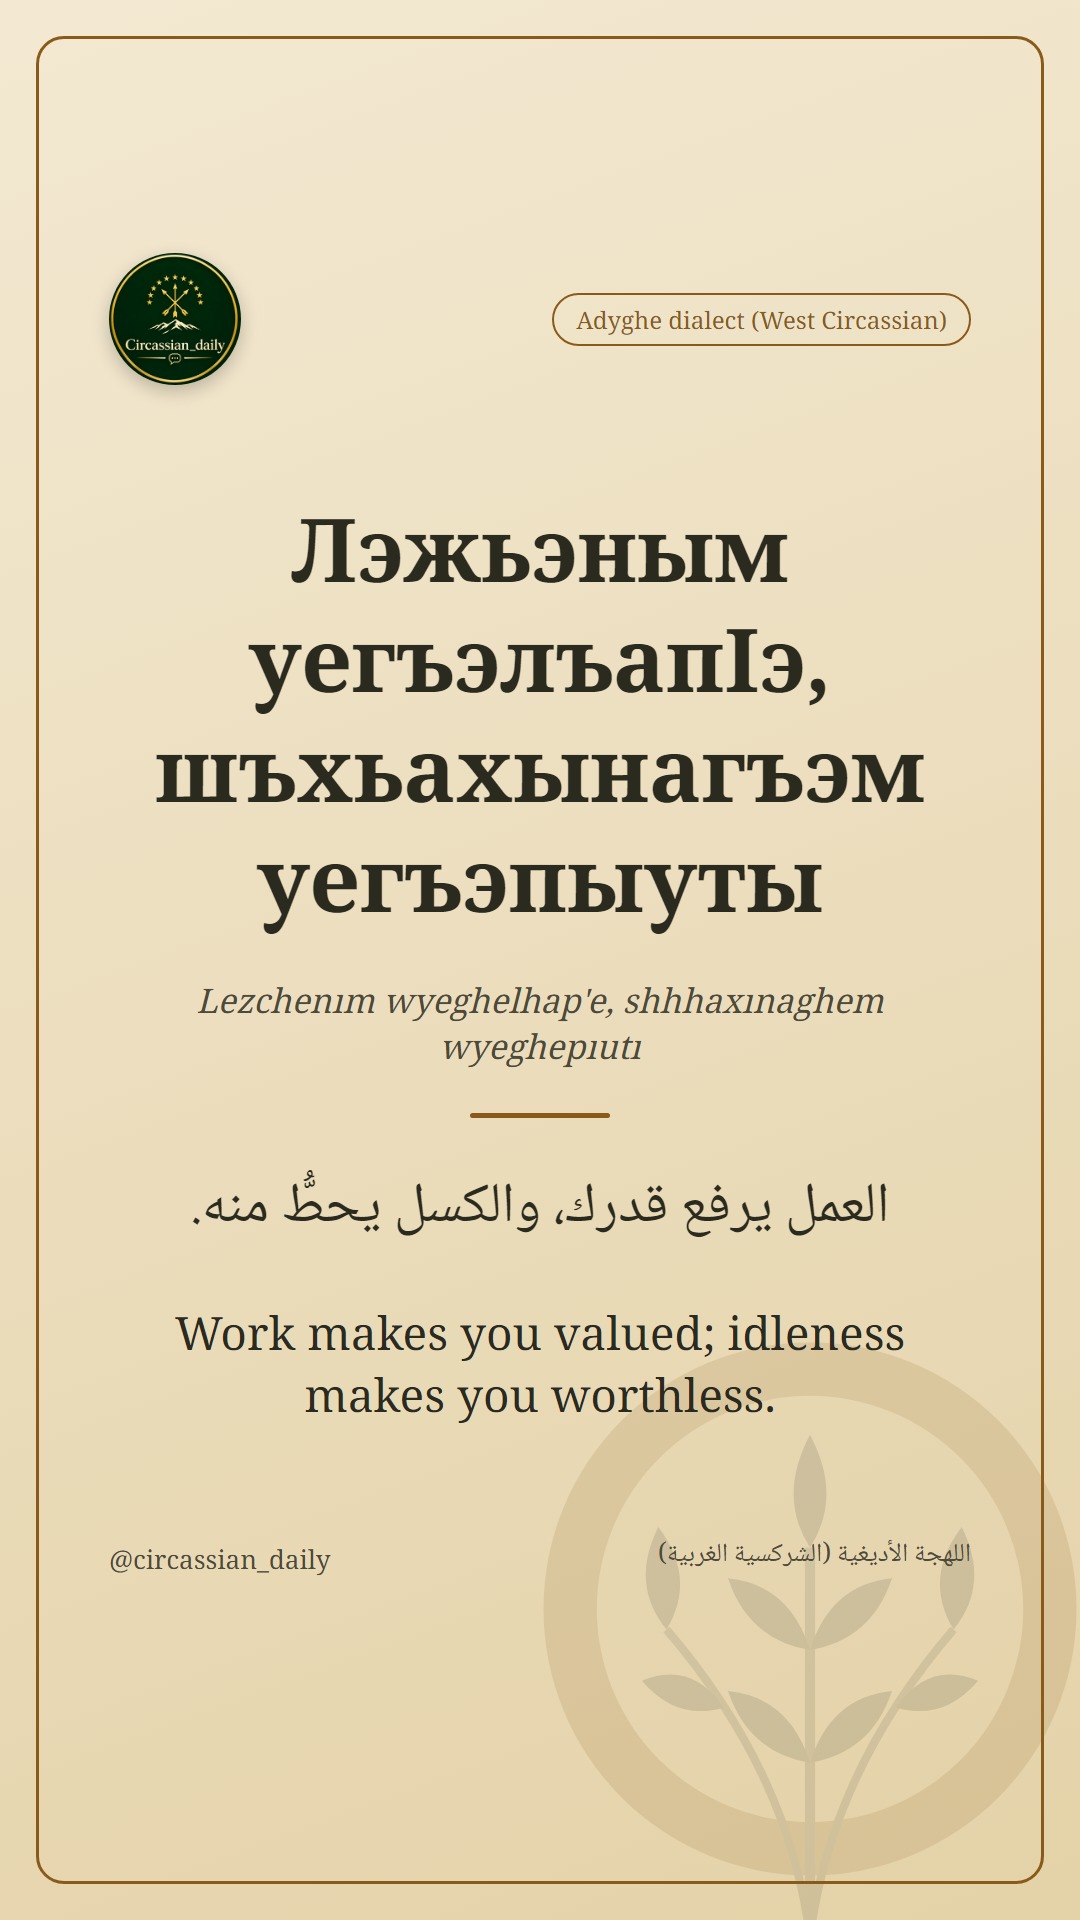 Circassian_daily
Adyghe dialect (West Circassian)
Лэжьэным
уегъэлъапӀэ,
шъхьахынагъэм
уегъэпыуты
Lezchenım wyeghelhap'e, shhhaxınaghem
wyeghepıutı
العمل يرفع قدرك، والكسل يحطُّ منه.
Work makes you valued; idleness
makes you worthless.
@circassian_daily
اللهجة الأديغية (الشركسية الغربية)